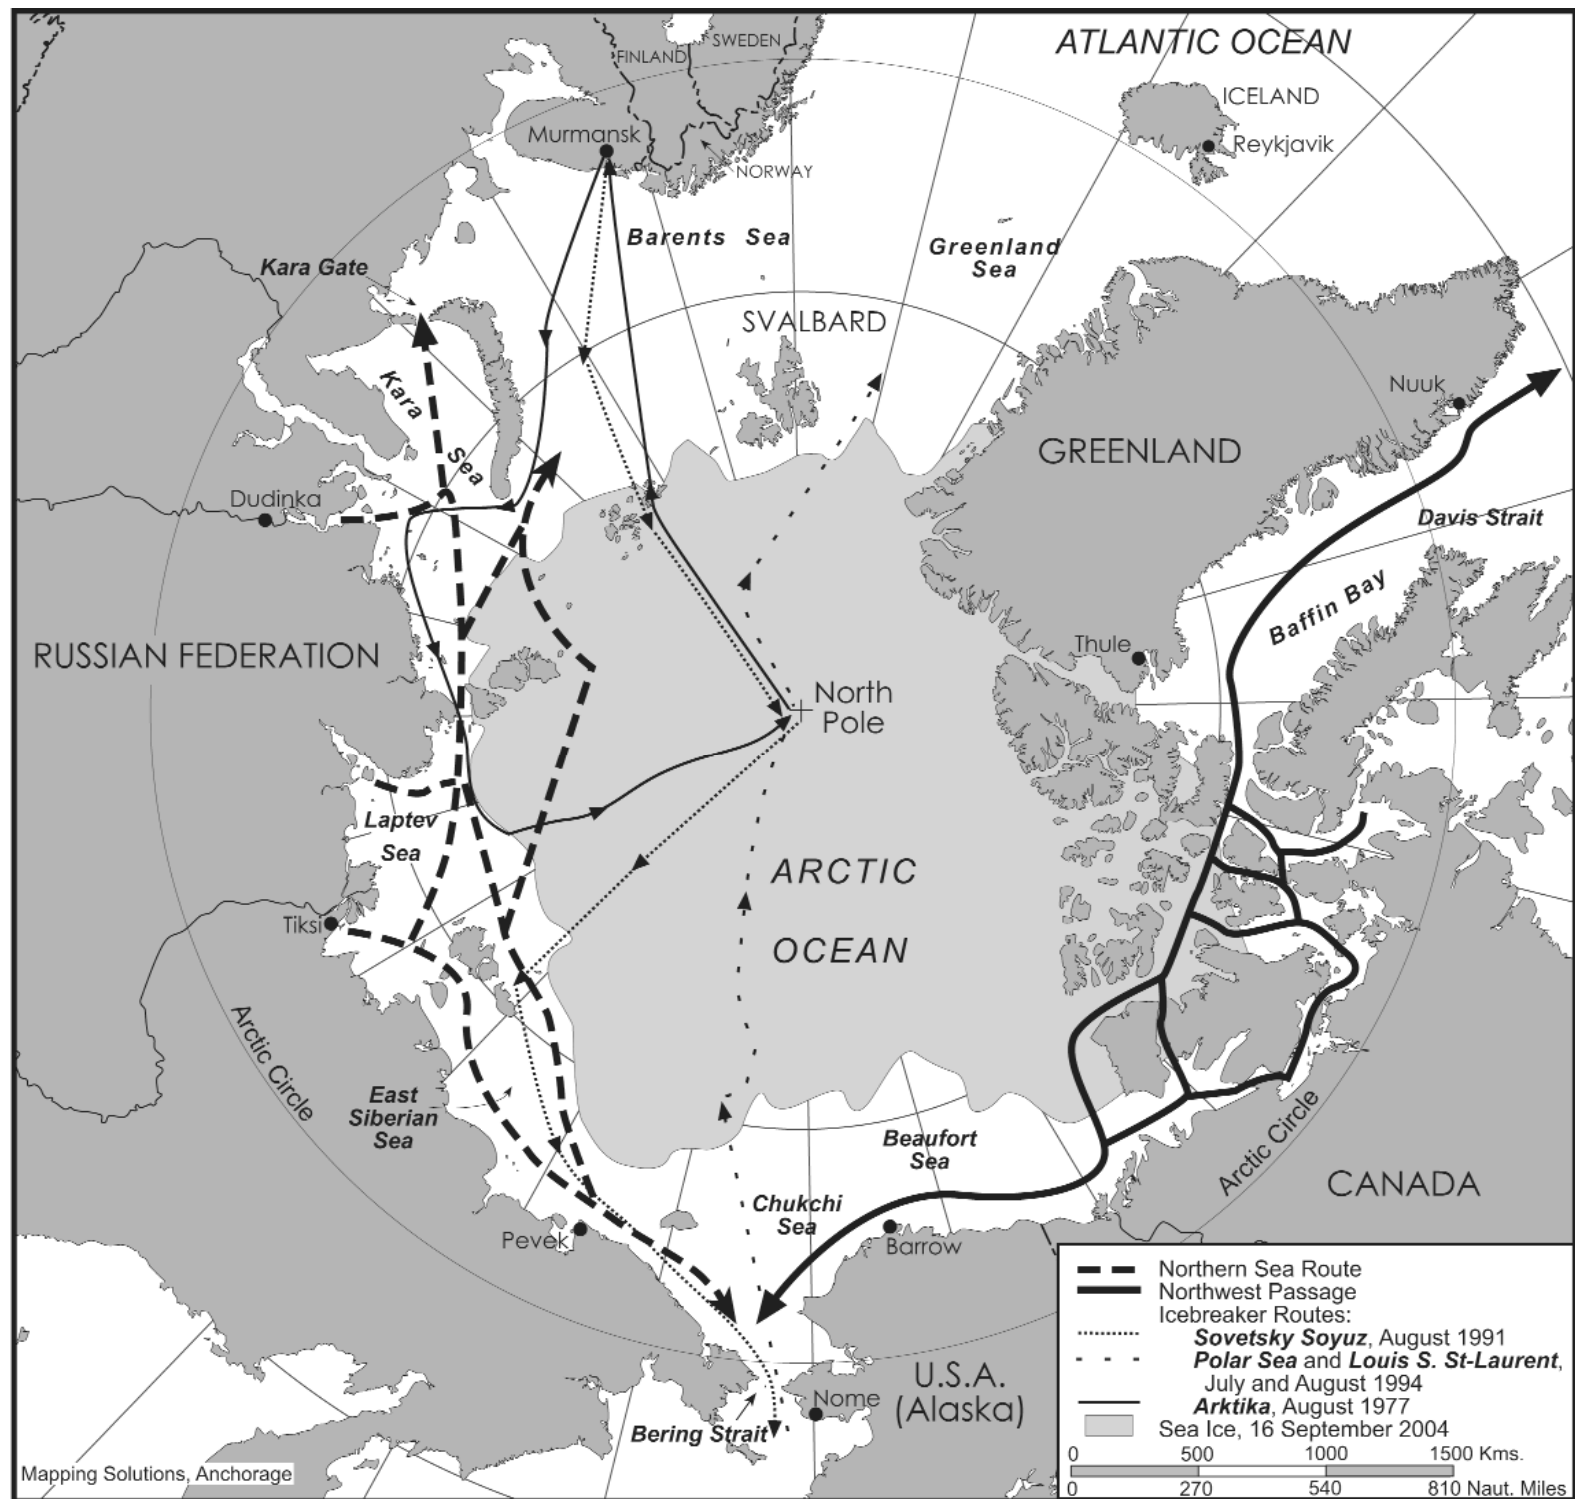 ATLANTIC OCEAN
SWEDEN
FINLAND
ICELAND
Murmansk
Reykjavik
NORWAY
Barents Sea
Greenland
Sea
Kara Gate
SVALBARD
Kara
Sea
Nuuk
GREENLAND
Dudinka
Davis Strait
Baffin Bay
RUSSIAN FEDERATION
Thule
North
Pole
Laptev
Sea
ARCTIC
OCEAN
Tiksi
Arctic Circle
East
Siberian
Sea
Beaufort
Sea
Arctic Circle
CANADA
Chukchi
Sea
Pevek
Barrow
U.S.A.
(Alaska)
Nome
Bering Strait
Northern Sea Route
Northwest Passage
Icebreaker Routes:
Sovetsky Soyuz, August 1991
Polar Sea and Louis S. St-Laurent,
July and August 1994
Arktika, August 1977
Sea Ice, 16 September 2004
0 500 1000 1500 Kms.
0 270 540 810 Naut. Miles
Mapping Solutions, Anchorage